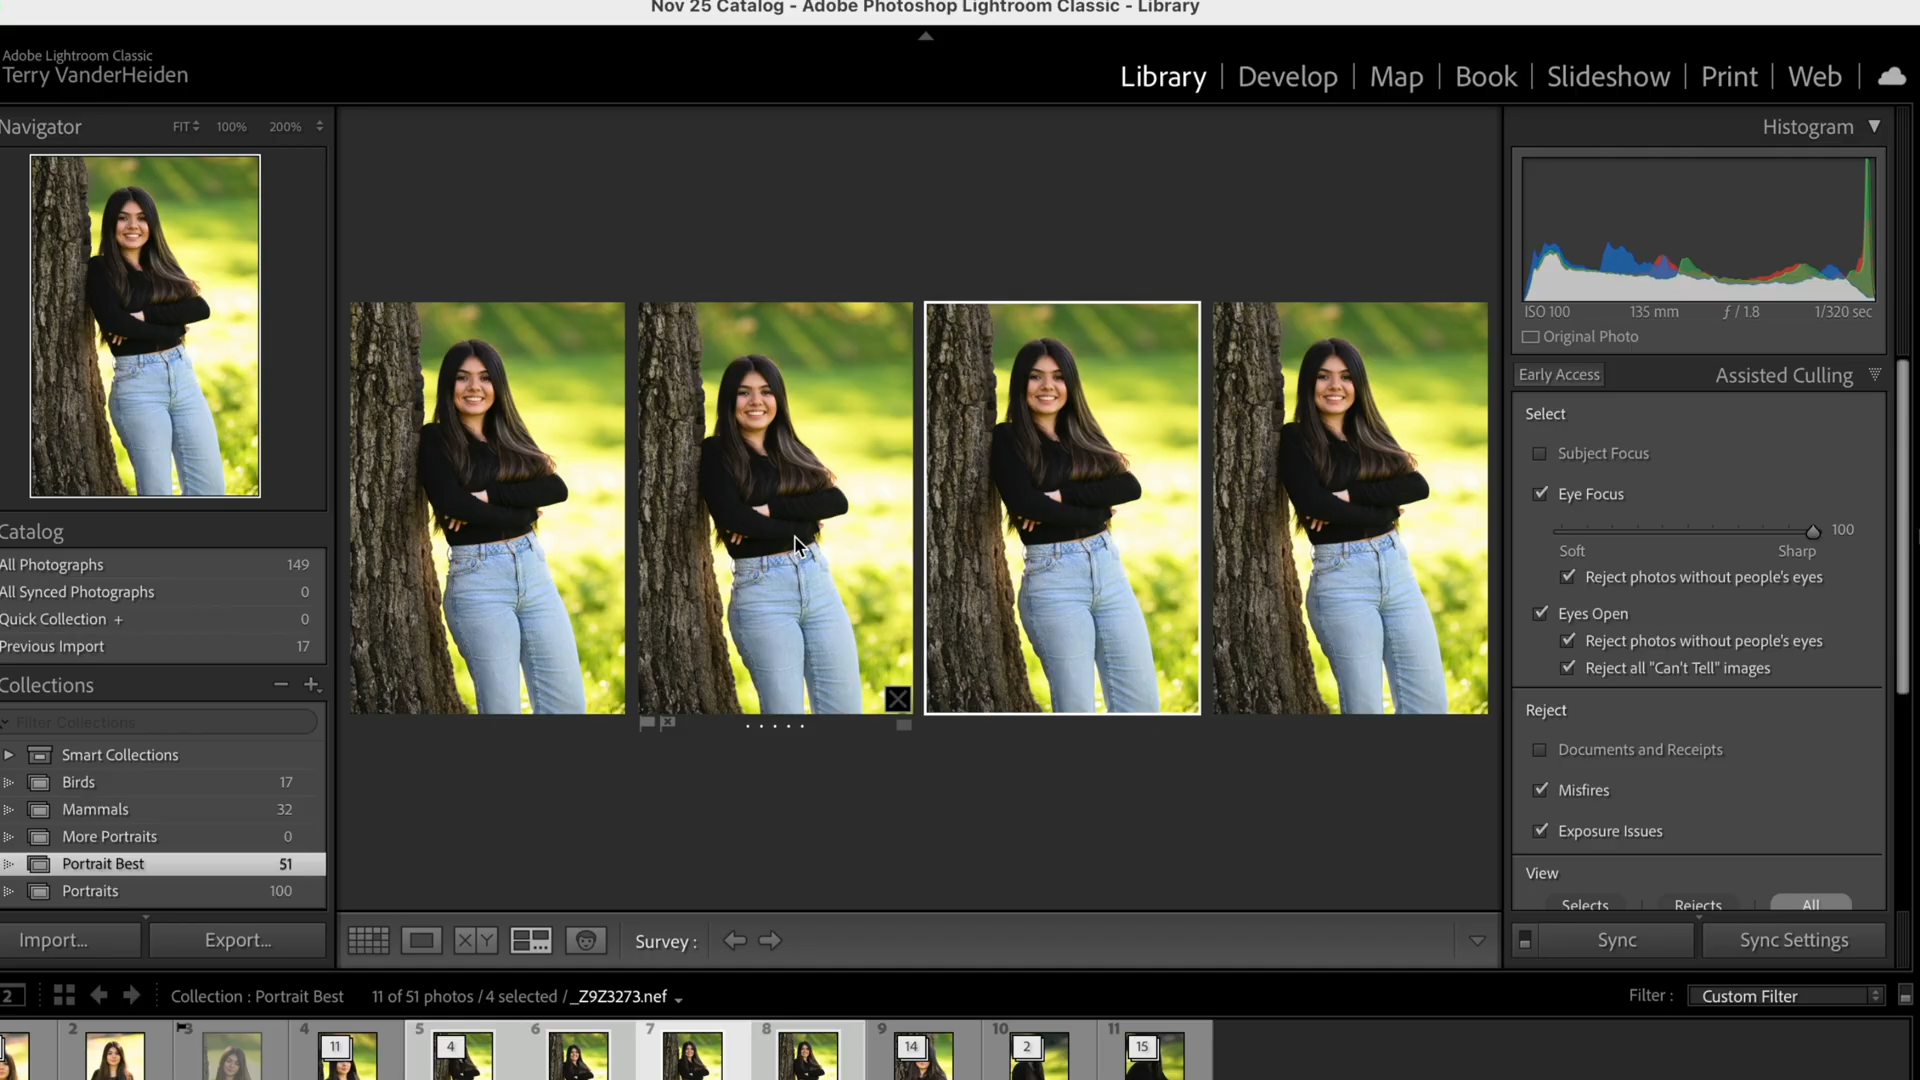 Nov 25 Catalog - Adobe Photoshop Lightroom Classic - Library
Adobe Lightroom Classic
Terry VanderHeiden
Library | Develop | Map | Book | Slideshow | Print | Web |
Navigator FIT 100% 200%
Histogram
ISO 100 135 mm ƒ / 1.8 1/320 sec
Original Photo
Early Access Assisted Culling
Select
Subject Focus
Eye Focus
100
Soft Sharp
Reject photos without people's eyes
Eyes Open
Reject photos without people's eyes
Reject all "Can't Tell" images
Reject
Documents and Receipts
Misfires
Exposure Issues
View
Selects | Rejects | All
Sync Sync Settings
Catalog
All Photographs 149
All Synced Photographs 0
Quick Collection + 0
Previous Import 17
Collections
Filter Collections
Smart Collections
Birds 17
Mammals 32
More Portraits 0
Portrait Best 51
Portraits 100
Import... Export...
X Y
Survey :
2 Collection : Portrait Best 11 of 51 photos / 4 selected / _Z9Z3273.nef
Filter : Custom Filter
2 3 4 5 6 7 8 9 10 11
11 4 14 2 15